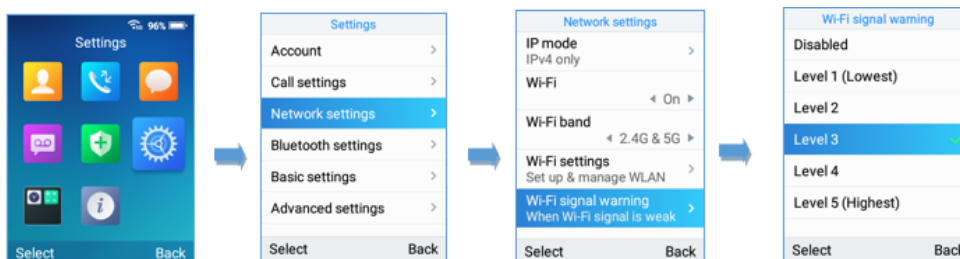 96%
Settings
Select Back
Settings
Account
Call settings
Network settings
Bluetooth settings
Basic settings
Advanced settings
Select Back
Network settings
IP mode
IPv4 only
Wi-Fi
On
Wi-Fi band
2.4G & 5G
Wi-Fi settings
Set up & manage WLAN
Wi-Fi signal warning
When Wi-Fi signal is weak
Select Back
Wi-Fi signal warning
Disabled
Level 1 (Lowest)
Level 2
Level 3
Level 4
Level 5 (Highest)
Select Back